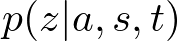 p(z|a, s, t)